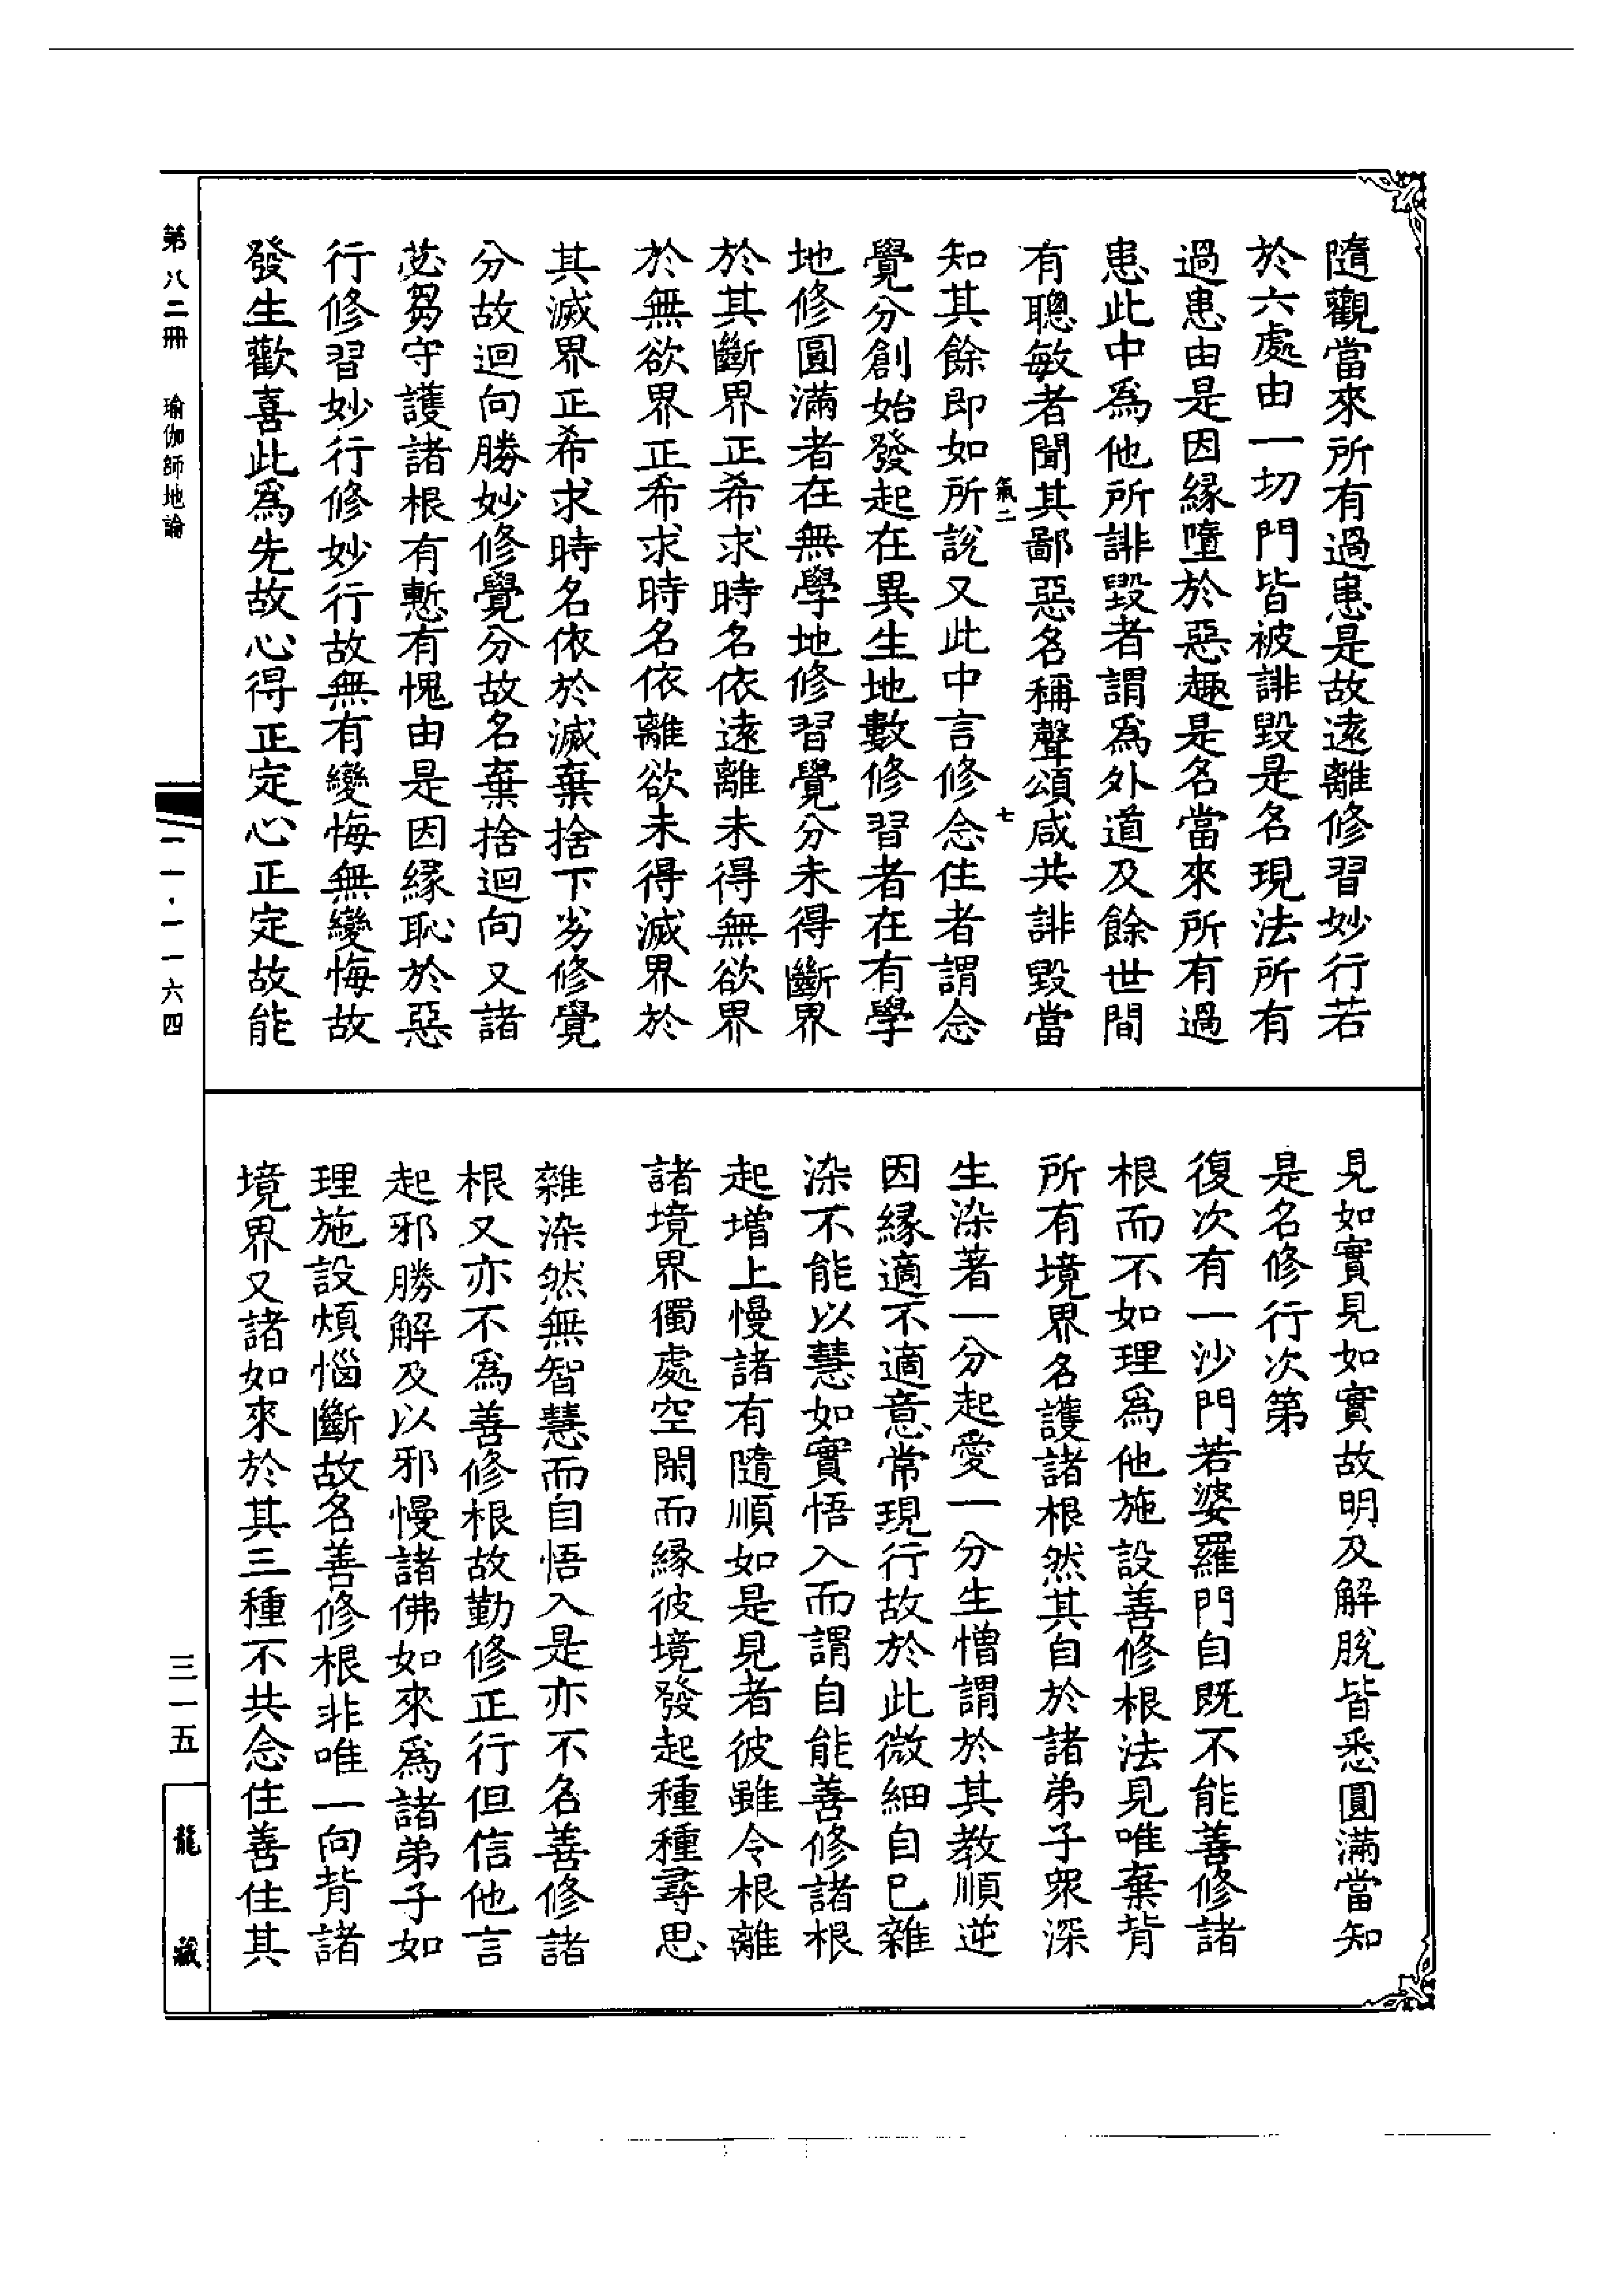 隨觀當來所有過患是故遠離修習妙行若
於六處由一切門皆被誹毀是名現法所有
過患由是因緣墮於惡趣是名當來所有過
患此中爲他所誹毀者謂爲外道及餘世間
有聰敏者聞其鄙惡名稱聲頌咸共誹毀當
氣二
七
知其餘即如所說又此中言修念住者謂念
覺分創始發起在異生地數修習者在有學
地修圓滿者在無學地修習覺分未得斷界
於其斷界正希求時名依遠離未得無欲界
於無欲界正希求時名依離欲未得滅界於
其滅界正希求時名依於滅棄捨下劣修覺
分故迴向勝妙修覺分故名棄捨迴向又諸
苾芻守護諸根有慙有愧由是因緣恥於惡
行修習妙行修妙行故無有變悔無變悔故
發生歡喜此爲先故心得正定心正定故能
見如實見如實故明及解脫皆悉圓滿當知
是名修行次第
復次有一沙門若婆羅門自既不能善修諸
根而不如理爲他施設善修根法見唯棄背
所有境界名護諸根然其自於諸弟子眾深
生染著一分起愛一分生憎謂於其教順逆
因緣適不適意常現行故於此微細自已雜
染不能以慧如實悟入而謂自能善修諸根
起增上慢諸有隨順如是見者彼雖令根離
諸境界獨處空閑而緣彼境發起種種尋思
雜染然無智慧而自悟入是亦不名善修諸
根又亦不爲善修根故勤修正行但信他言
起邪勝解及以邪慢諸佛如來爲諸弟子如
理施設煩惱斷故名善修根非唯一向背諸
境界又諸如來於其三種不共念住善住其
第八二冊 瑜伽師地論
一一·一一六四
三一五
龍藏